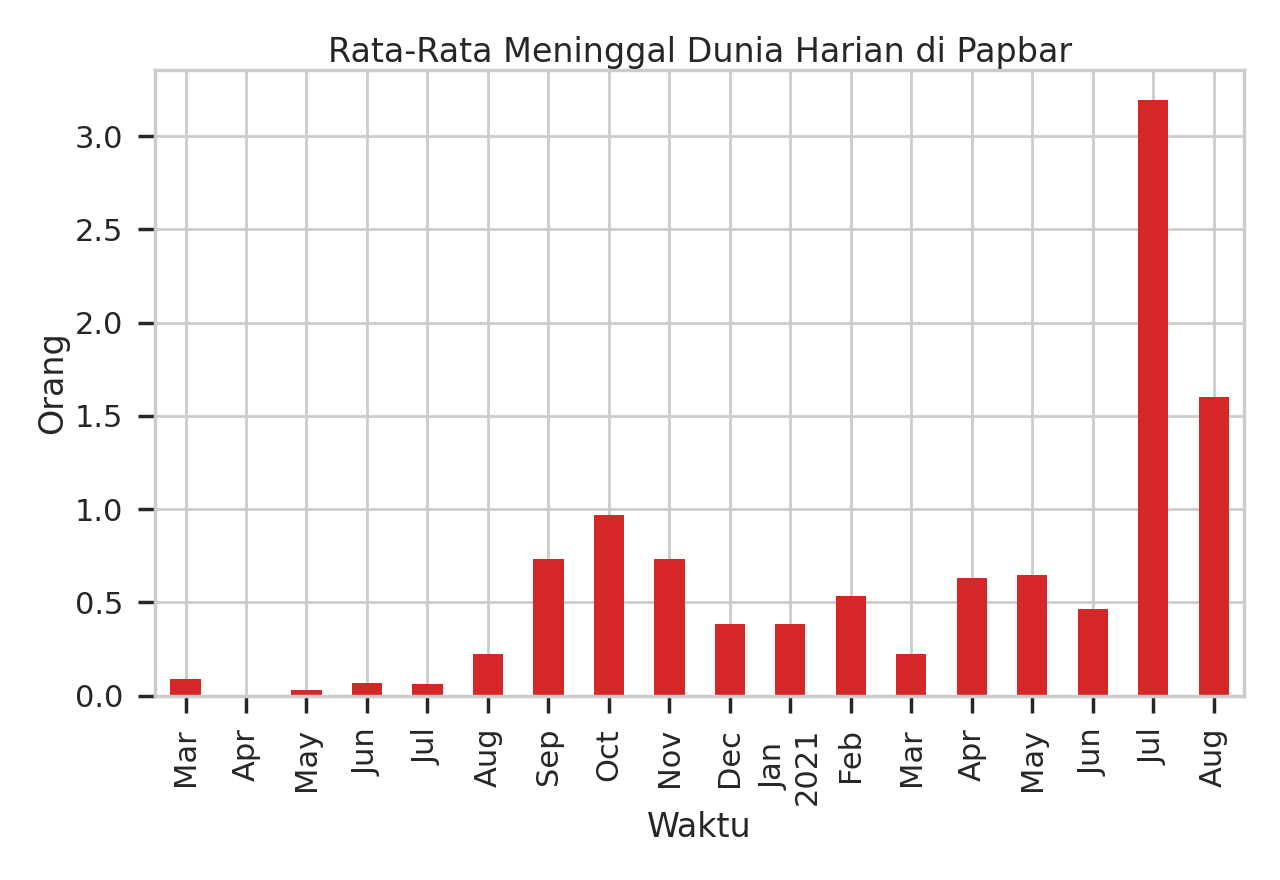 Rata-Rata Meninggal Dunia Harian di Papbar
Orang
3.0
2.5
2.0
1.5
1.0
0.5
0.0
Mar
Apr
May
Jun
Jul
Aug
Sep
Oct
Nov
Dec
Jan
2021
Feb
Mar
Apr
May
Jun
Jul
Aug
Waktu